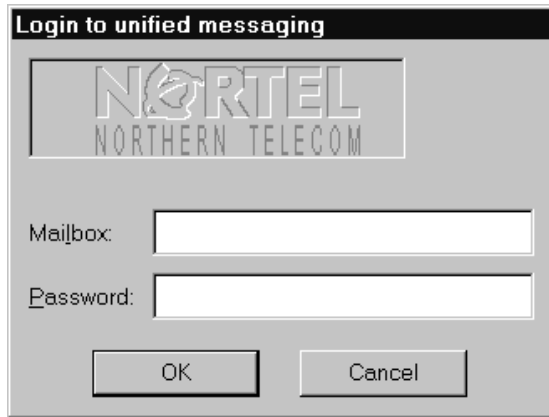 Login to unified messaging
NORTEL
NORTHERN TELECOM
Mailbox:
Password:
OK Cancel